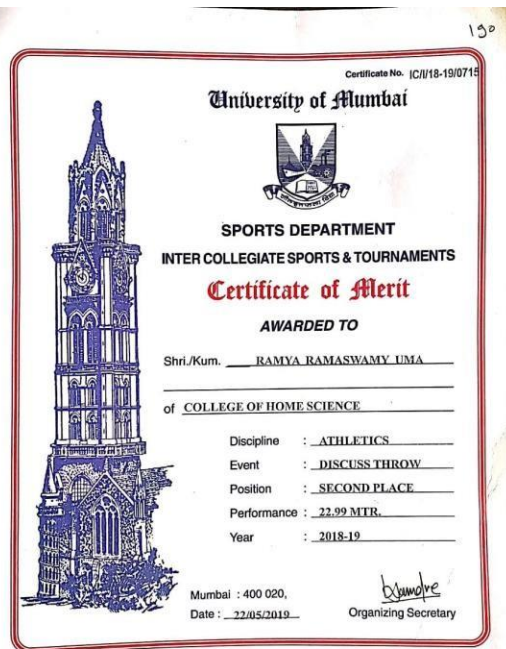 190
Certificate No. IC/I/18-19/0715
University of Mumbai
SPORTS DEPARTMENT
INTER COLLEGIATE SPORTS & TOURNAMENTS
Certificate of Merit
AWARDED TO
Shri./Kum. RAMYA RAMASWAMY UMA
of COLLEGE OF HOME SCIENCE
Discipline : ATHLETICS
Event : DISCUSS THROW
Position : SECOND PLACE
Performance : 22.99 MTR.
Year : 2018-19
Mumbai : 400 020,
Date : 22/05/2019
Organizing Secretary